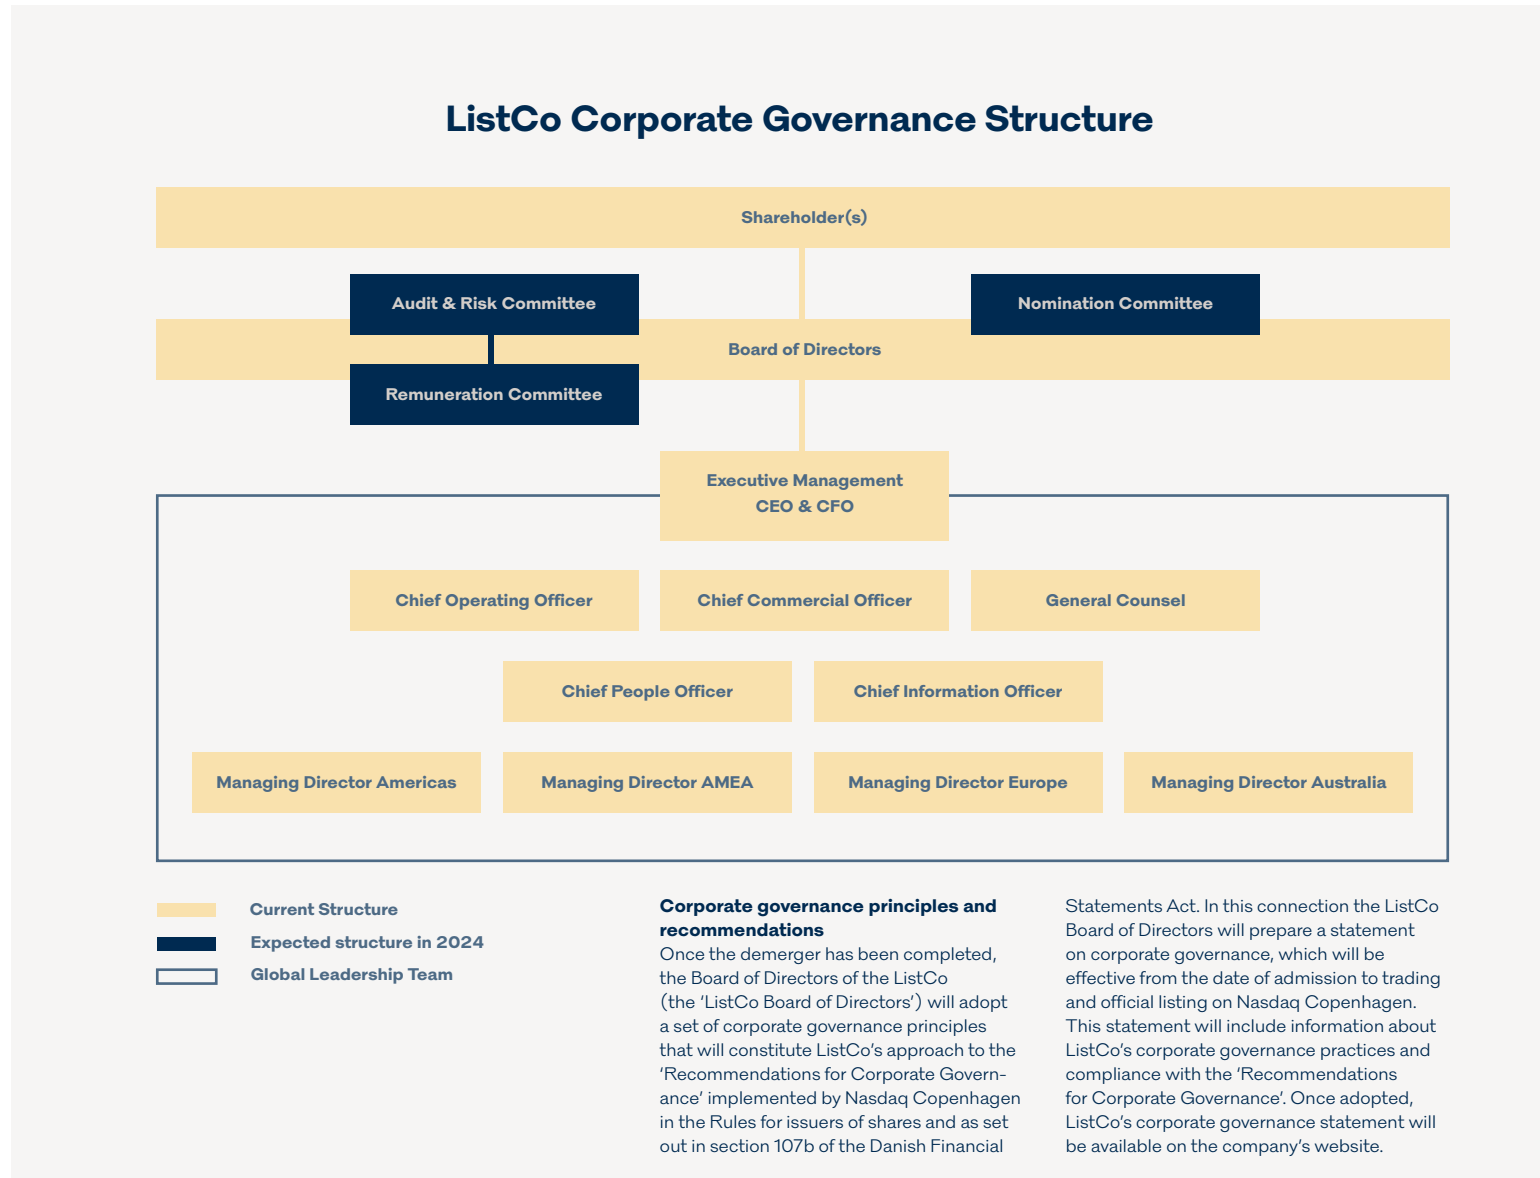 ListCo Corporate Governance Structure
Shareholder(s)
Audit & Risk Committee
Nomination Committee
Board of Directors
Remuneration Committee
Executive Management
CEO & CFO
Chief Operating Officer
Chief Commercial Officer
General Counsel
Chief People Officer
Chief Information Officer
Managing Director Americas
Managing Director AMEA
Managing Director Europe
Managing Director Australia
Current Structure
Expected structure in 2024
Global Leadership Team
Corporate governance principles and
recommendations
Once the demerger has been completed,
the Board of Directors of the ListCo
(the ‘ListCo Board of Directors’) will adopt
a set of corporate governance principles
that will constitute ListCo’s approach to the
‘Recommendations for Corporate Govern-
ance’ implemented by Nasdaq Copenhagen
in the Rules for issuers of shares and as set
out in section 107b of the Danish Financial
Statements Act. In this connection the ListCo
Board of Directors will prepare a statement
on corporate governance, which will be
effective from the date of admission to trading
and official listing on Nasdaq Copenhagen.
This statement will include information about
ListCo’s corporate governance practices and
compliance with the ‘Recommendations
for Corporate Governance’. Once adopted,
ListCo’s corporate governance statement will
be available on the company’s website.